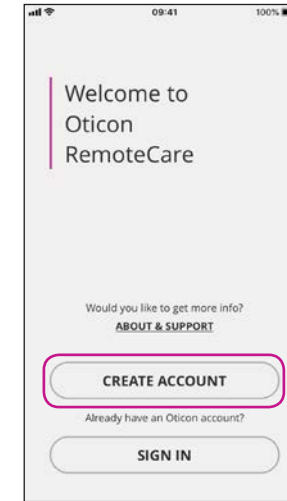 09:41 100%
Welcome to
Oticon
RemoteCare
Would you like to get more info?
ABOUT & SUPPORT
CREATE ACCOUNT
Already have an Oticon account?
SIGN IN